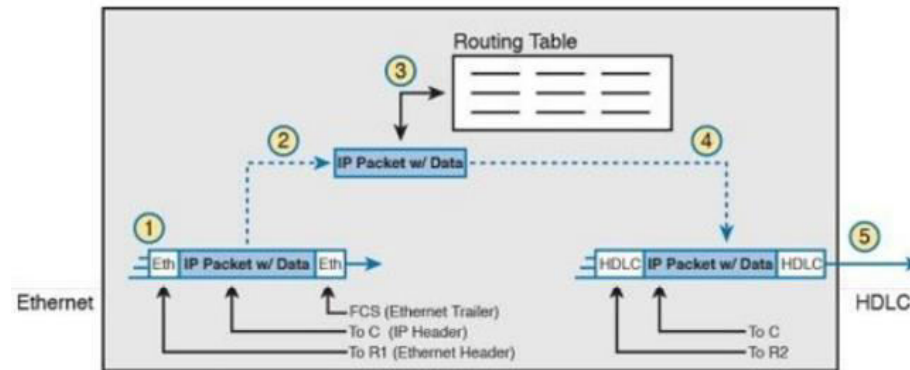 Routing Table
3
2
4
IP Packet w/ Data
1
5
Eth IP Packet w/ Data Eth
HDLC IP Packet w/ Data HDLC
Ethernet
HDLC
FCS (Ethernet Trailer)
To C (IP Header)
To C
To R1 (Ethernet Header)
To R2